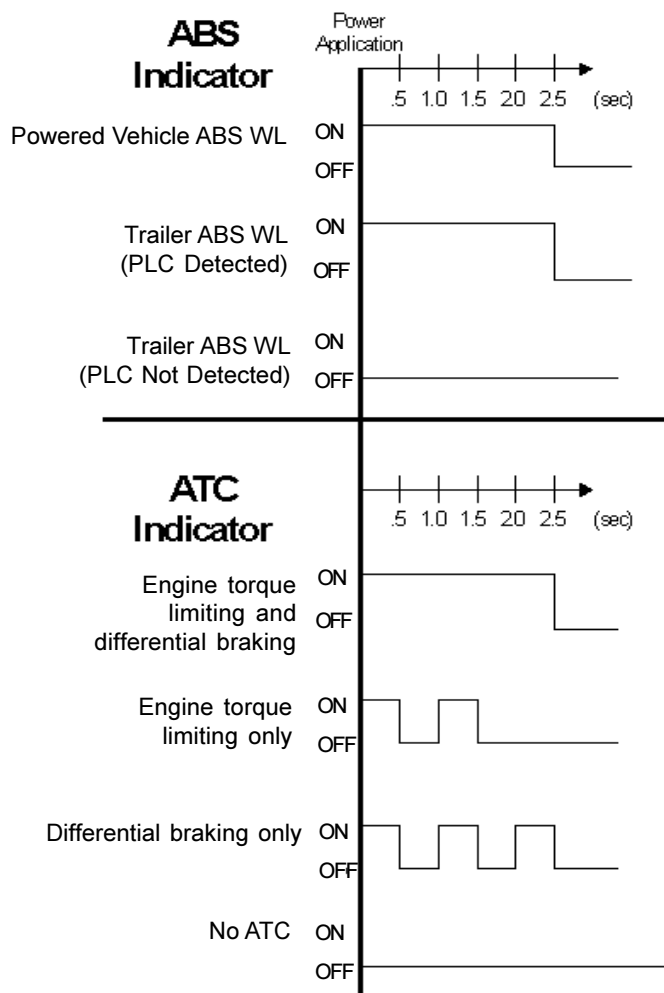 ABS
Indicator
Power
Application
.5 1.0 1.5 20 2.5 (sec)
Powered Vehicle ABS WL ON
OFF
Trailer ABS WL
(PLC Detected)
ON
OFF
Trailer ABS WL
(PLC Not Detected)
ON
OFF
ATC
Indicator
.5 1.0 1.5 20 2.5 (sec)
Engine torque
limiting and
differential braking
ON
OFF
Engine torque
limiting only
ON
OFF
Differential braking only ON
OFF
No ATC ON
OFF